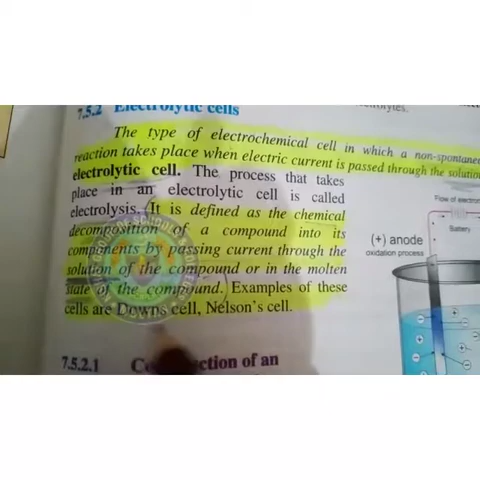 7.5.2 Electrolytic cells
The type of electrochemical cell in which a non-spontaneo
reaction takes place when electric current is passed through the solution
electrolytic cell. The process that takes
place in an electrolytic cell is called
electrolysis. It is defined as the chemical
decomposition of a compound into its
components by passing current through the
solution of the compound or in the molten
state of the compound. Examples of these
cells are Downs cell, Nelson's cell.
Flow of electron
Battery
(+) anode
oxidation process
7.5.2.1
of an